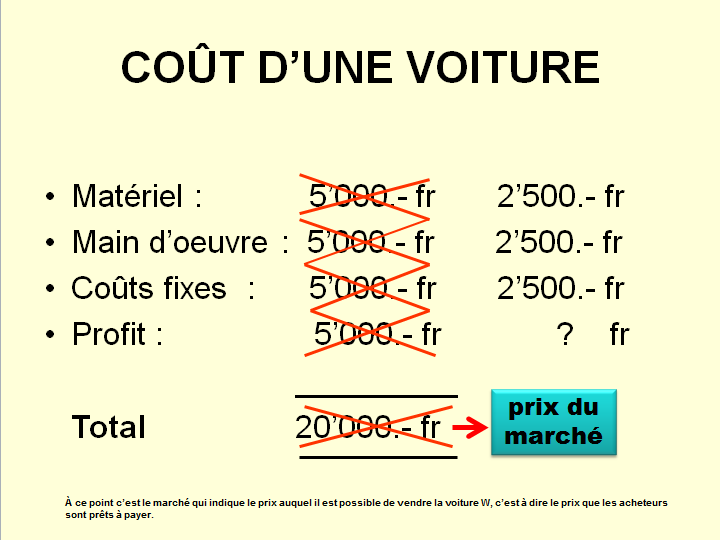 COÛT D’UNE VOITURE
• Matériel : 5’000.- fr 2’500.- fr
• Main d’oeuvre : 5’000.- fr 2’500.- fr
• Coûts fixes : 5’000.- fr 2’500.- fr
• Profit : 5’000.- fr ? fr
Total 20’000.- fr
prix du
marché
À ce point c’est le marché qui indique le prix auquel il est possible de vendre la voiture W, c’est à dire le prix que les acheteurs
sont prêts à payer.